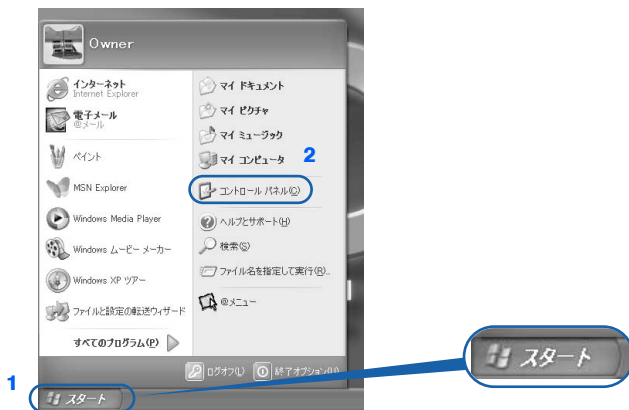 Owner
インターネット
Internet Explorer
電子メール
@メール
ペイント
MSN Explorer
Windows Media Player
Windows ムービー メーカー
Windows XP ツアー
ファイルと設定の転送ウィザード
すべてのプログラム(P)
マイ ドキュメント
マイ ピクチャ
マイ ミュージック
マイ コンピュータ
2
コントロール パネル(C)
ヘルプとサポート(H)
検索(S)
ファイル名を指定して実行(R)...
@メニュー
ログオフ(L)
終了オプション(U)
1
スタート
スタート